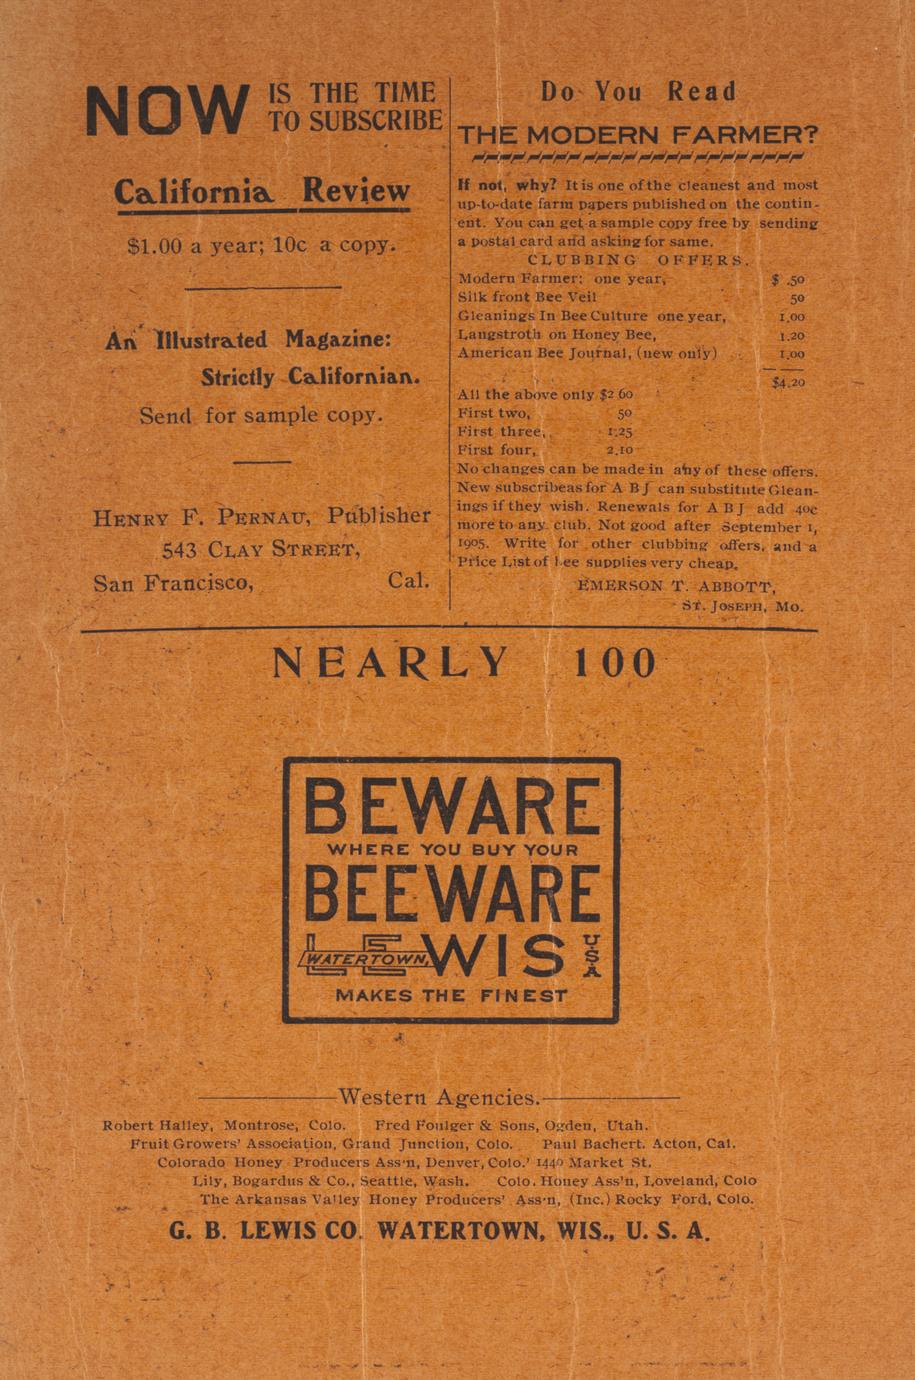 NOW IS THE TIME
TO SUBSCRIBE
California Review
$1.00 a year; 10c a copy.
An Illustrated Magazine:
Strictly Californian.
Send for sample copy.
HENRY F. PERNAU, Publisher
543 CLAY STREET,
San Francisco, Cal.
Do You Read
THE MODERN FARMER?
If not, why? It is one of the cleanest and most
up-to-date farm papers published on the contin-
ent. You can get a sample copy free by sending
a postal card and asking for same.
CLUBBING OFFERS.
Modern Farmer; one year, $ .50
Silk front Bee Veil 50
Gleanings In Bee Culture one year, 1.00
Langstroth on Honey Bee, 1.20
American Bee Journal, (new only) 1.00
$4.20
All the above only $2 60
First two, 50
First three, 1.25
First four, 2.10
No changes can be made in any of these offers.
New subscribeas for A B J can substitute Glean-
ings if they wish. Renewals for A B J add 40c
more to any club. Not good after September 1,
1905. Write for other clubbing offers, and a
Price List of bee supplies very cheap.
EMERSON T. ABBOTT,
ST. JOSEPH, MO.
NEARLY 100
BEWARE
WHERE YOU BUY YOUR
BEEWARE
LEWIS U.S.A
WATERTOWN,
MAKES THE FINEST
Western Agencies.
Robert Halley, Montrose, Colo. Fred Foulger & Sons, Ogden, Utah.
Fruit Growers' Association, Grand Junction, Colo. Paul Bachert. Acton, Cal.
Colorado Honey Producers Ass'n, Denver, Colo.' 1440 Market St.
Lily, Bogardus & Co., Seattle, Wash. Colo. Honey Ass'n, Loveland, Colo
The Arkansas Valley Honey Producers' Ass'n, (Inc.) Rocky Ford, Colo.
G. B. LEWIS CO. WATERTOWN, WIS., U. S. A.